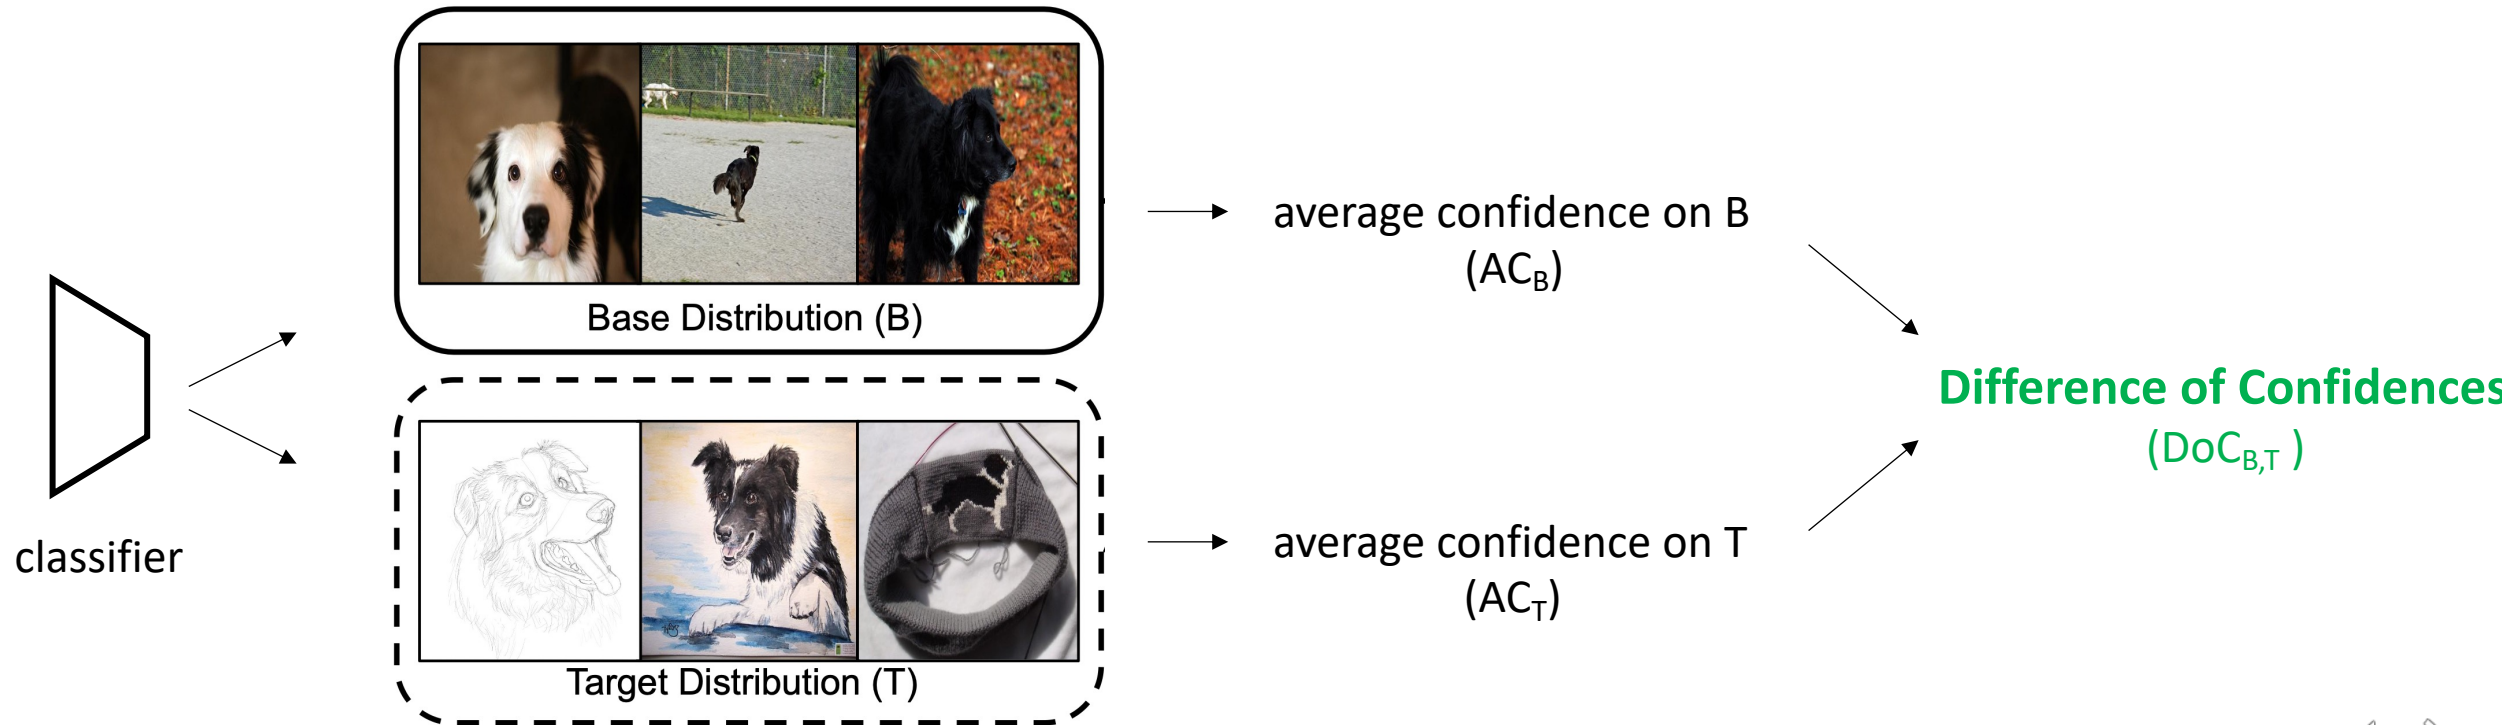 Base Distribution (B)
average confidence on B
(AC_B)
Difference of Confidences
(DoC_B,T )
classifier
average confidence on T
(AC_T)
Target Distribution (T)